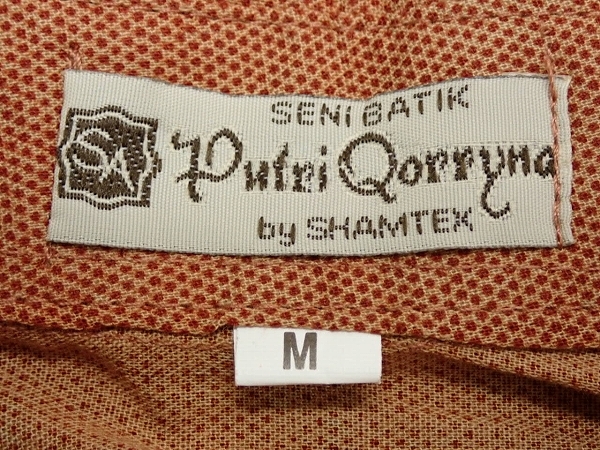 SENI BATIK
Putri Qorryna
by SHAMTEX
M